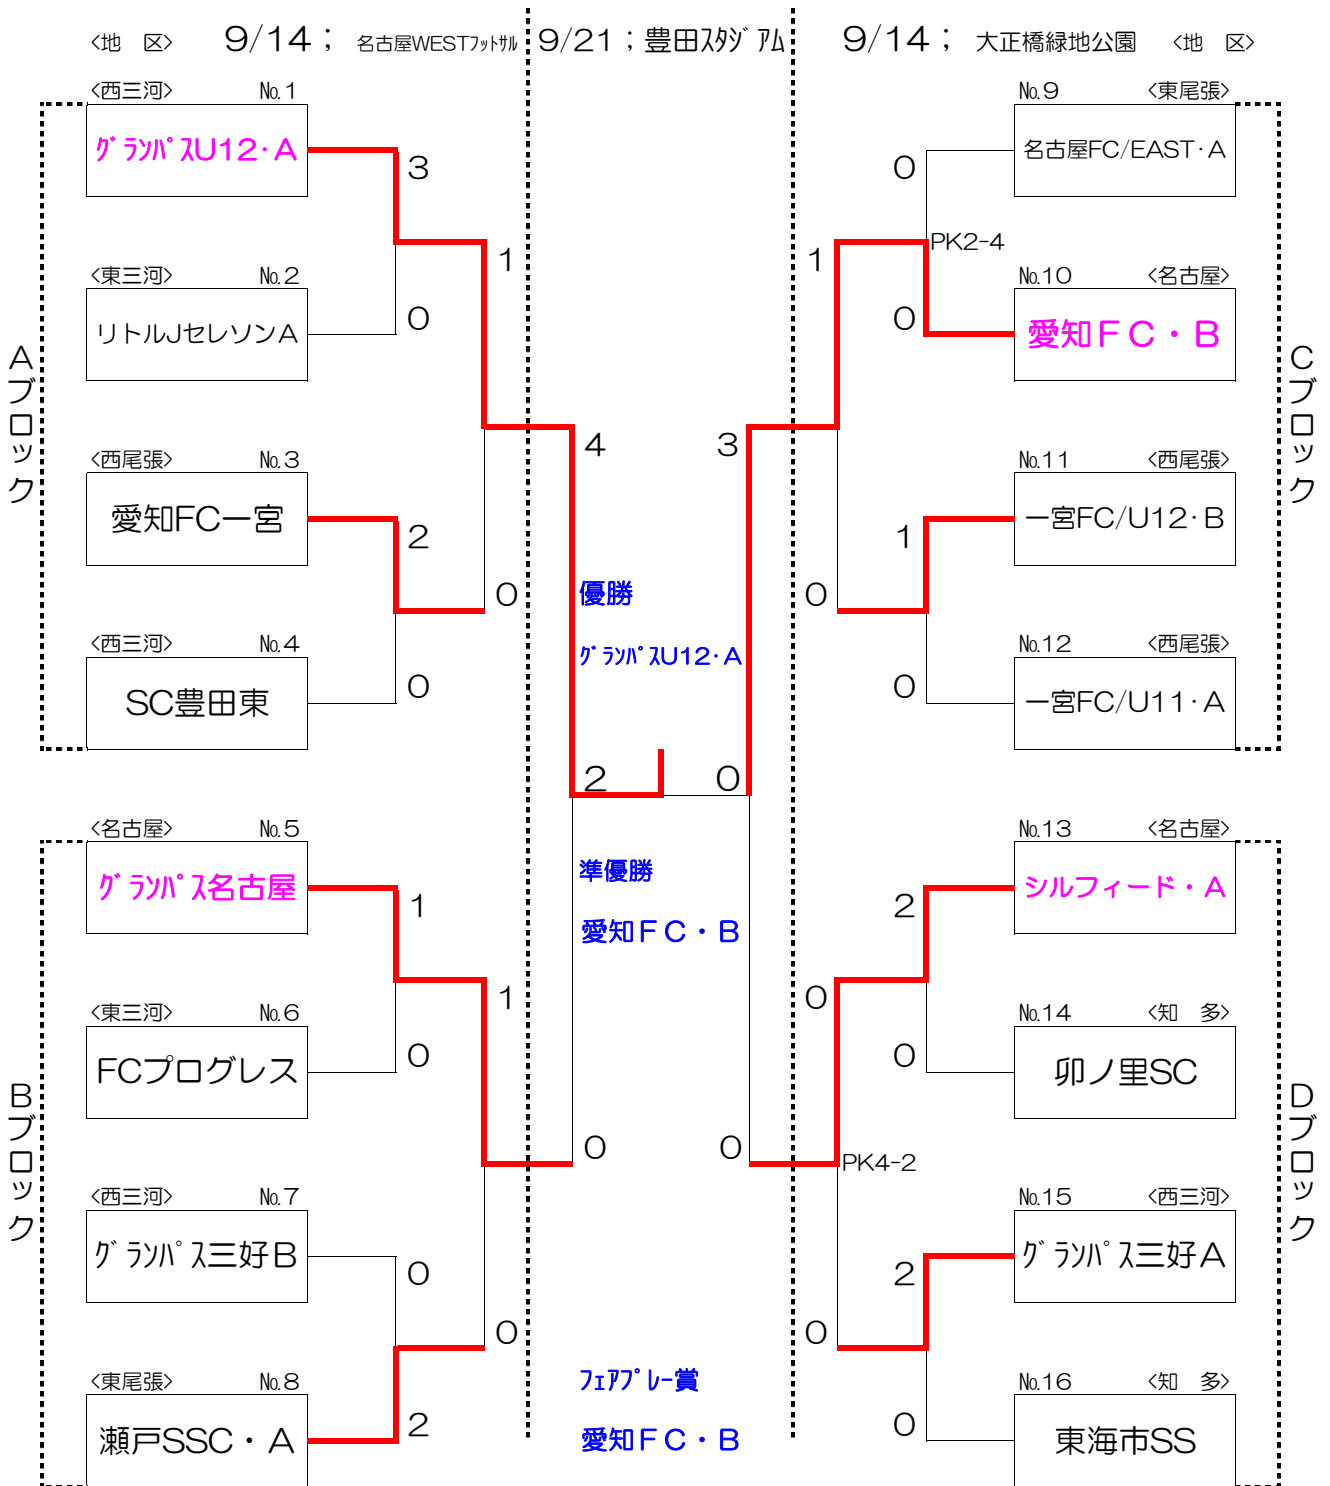 〈地　区〉 9/14； 名古屋WESTﾌｯﾄｻﾙ 9/21；豊田ｽﾀｼﾞｱﾑ 9/14； 大正橋緑地公園 〈地　区〉
Aブロック
〈西三河〉 No.1
ｸﾞﾗﾝﾊﾟｽU12・A
3
〈東三河〉 No.2
リトルJセレソンA
0
1
〈西尾張〉 No.3
愛知FC一宮
2
〈西三河〉 No.4
SC豊田東
0
0
4
Bブロック
〈名古屋〉 No.5
ｸﾞﾗﾝﾊﾟｽ名古屋
1
〈東三河〉 No.6
FCプログレス
0
1
〈西三河〉 No.7
ｸﾞﾗﾝﾊﾟｽ三好B
0
〈東尾張〉 No.8
瀬戸SSC・A
2
0
0
2
0
優勝
ｸﾞﾗﾝﾊﾟｽU12・A
準優勝
愛知FC・B
ﾌｪｱﾌﾟﾚｰ賞
愛知FC・B
Cブロック
No.9 〈東尾張〉
名古屋FC/EAST・A
0
PK2-4
No.10 〈名古屋〉
愛知FC・B
0
1
No.11 〈西尾張〉
一宮FC/U12・B
1
No.12 〈西尾張〉
一宮FC/U11・A
0
0
3
Dブロック
No.13 〈名古屋〉
シルフィード・A
2
No.14 〈知　多〉
卯ノ里SC
0
0
PK4-2
No.15 〈西三河〉
ｸﾞﾗﾝﾊﾟｽ三好A
2
No.16 〈知　多〉
東海市SS
0
0
0